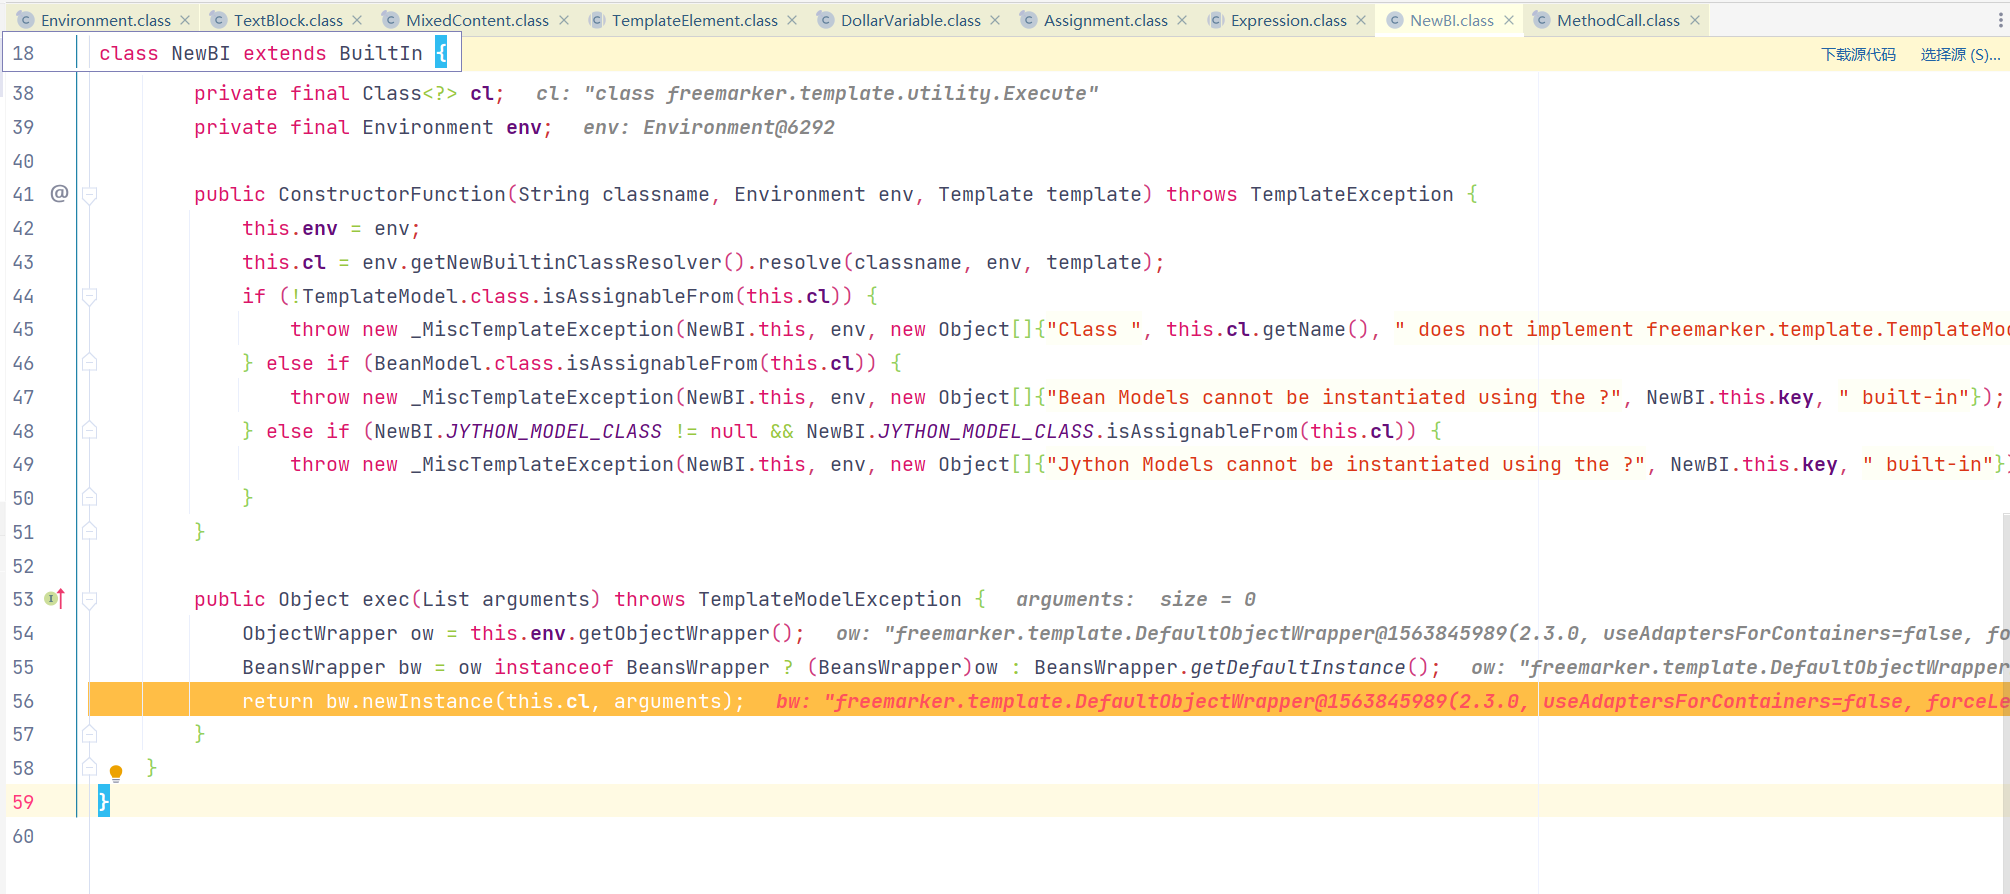 Environment.class TextBlock.class MixedContent.class TemplateElement.class DollarVariable.class Assignment.class Expression.class NewBI.class MethodCall.class
18 class NewBI extends BuiltIn {
下载源代码 选择源 (S)...
38 private final Class<?> cl; cl: "class freemarker.template.utility.Execute"
39 private final Environment env; env: Environment@6292
40
41 @ public ConstructorFunction(String classname, Environment env, Template template) throws TemplateException {
42 this.env = env;
43 this.cl = env.getNewBuiltinClassResolver().resolve(classname, env, template);
44 if (!TemplateModel.class.isAssignableFrom(this.cl)) {
45 throw new _MiscTemplateException(NewBI.this, env, new Object[]{"Class ", this.cl.getName(), " does not implement freemarker.template.TemplateMod
46 } else if (BeanModel.class.isAssignableFrom(this.cl)) {
47 throw new _MiscTemplateException(NewBI.this, env, new Object[]{"Bean Models cannot be instantiated using the ?", NewBI.this.key, " built-in"});
48 } else if (NewBI.JYTHON_MODEL_CLASS != null && NewBI.JYTHON_MODEL_CLASS.isAssignableFrom(this.cl)) {
49 throw new _MiscTemplateException(NewBI.this, env, new Object[]{"Jython Models cannot be instantiated using the ?", NewBI.this.key, " built-in"})
50 }
51 }
52
53 public Object exec(List arguments) throws TemplateModelException { arguments: size = 0
54 ObjectWrapper ow = this.env.getObjectWrapper(); ow: "freemarker.template.DefaultObjectWrapper@1563845989(2.3.0, useAdaptersForContainers=false, fo
55 BeansWrapper bw = ow instanceof BeansWrapper ? (BeansWrapper)ow : BeansWrapper.getDefaultInstance(); ow: "freemarker.template.DefaultObjectWrapper
56 return bw.newInstance(this.cl, arguments); bw: "freemarker.template.DefaultObjectWrapper@1563845989(2.3.0, useAdaptersForContainers=false, forceLe
57 }
58 }
59 }
60